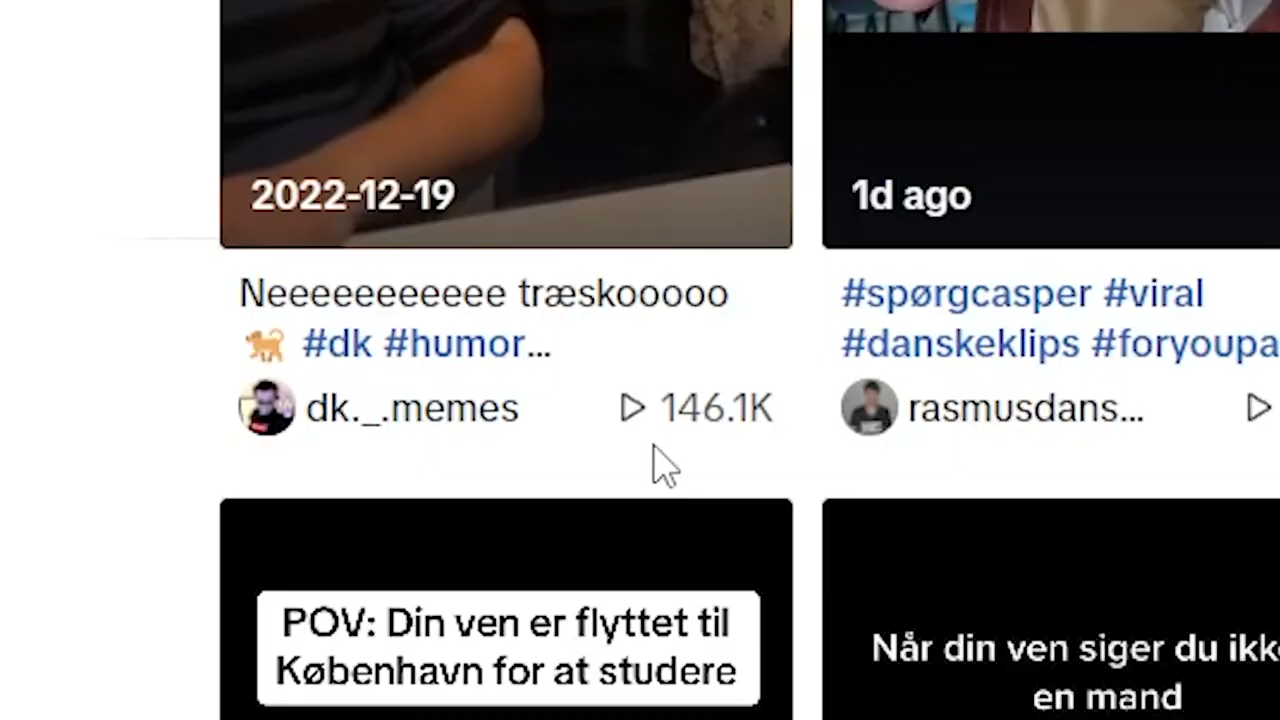 2022-12-19
1d ago
Neeeeeeeeeee træskooooo
#dk #humor...
dk._.memes
146.1K
#spørgcasper #viral
#danskeklips #foryoupa
rasmusdans...
POV: Din ven er flyttet til
København for at studere
Når din ven siger du ikk
en mand